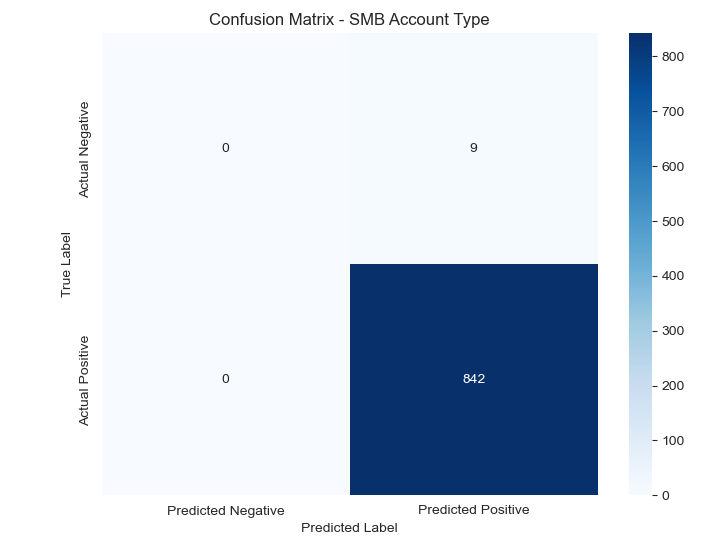 Confusion Matrix - SMB Account Type
True Label
Actual Negative
Actual Positive
0
9
0
842
Predicted Negative
Predicted Positive
Predicted Label
800
700
600
500
400
300
200
100
0